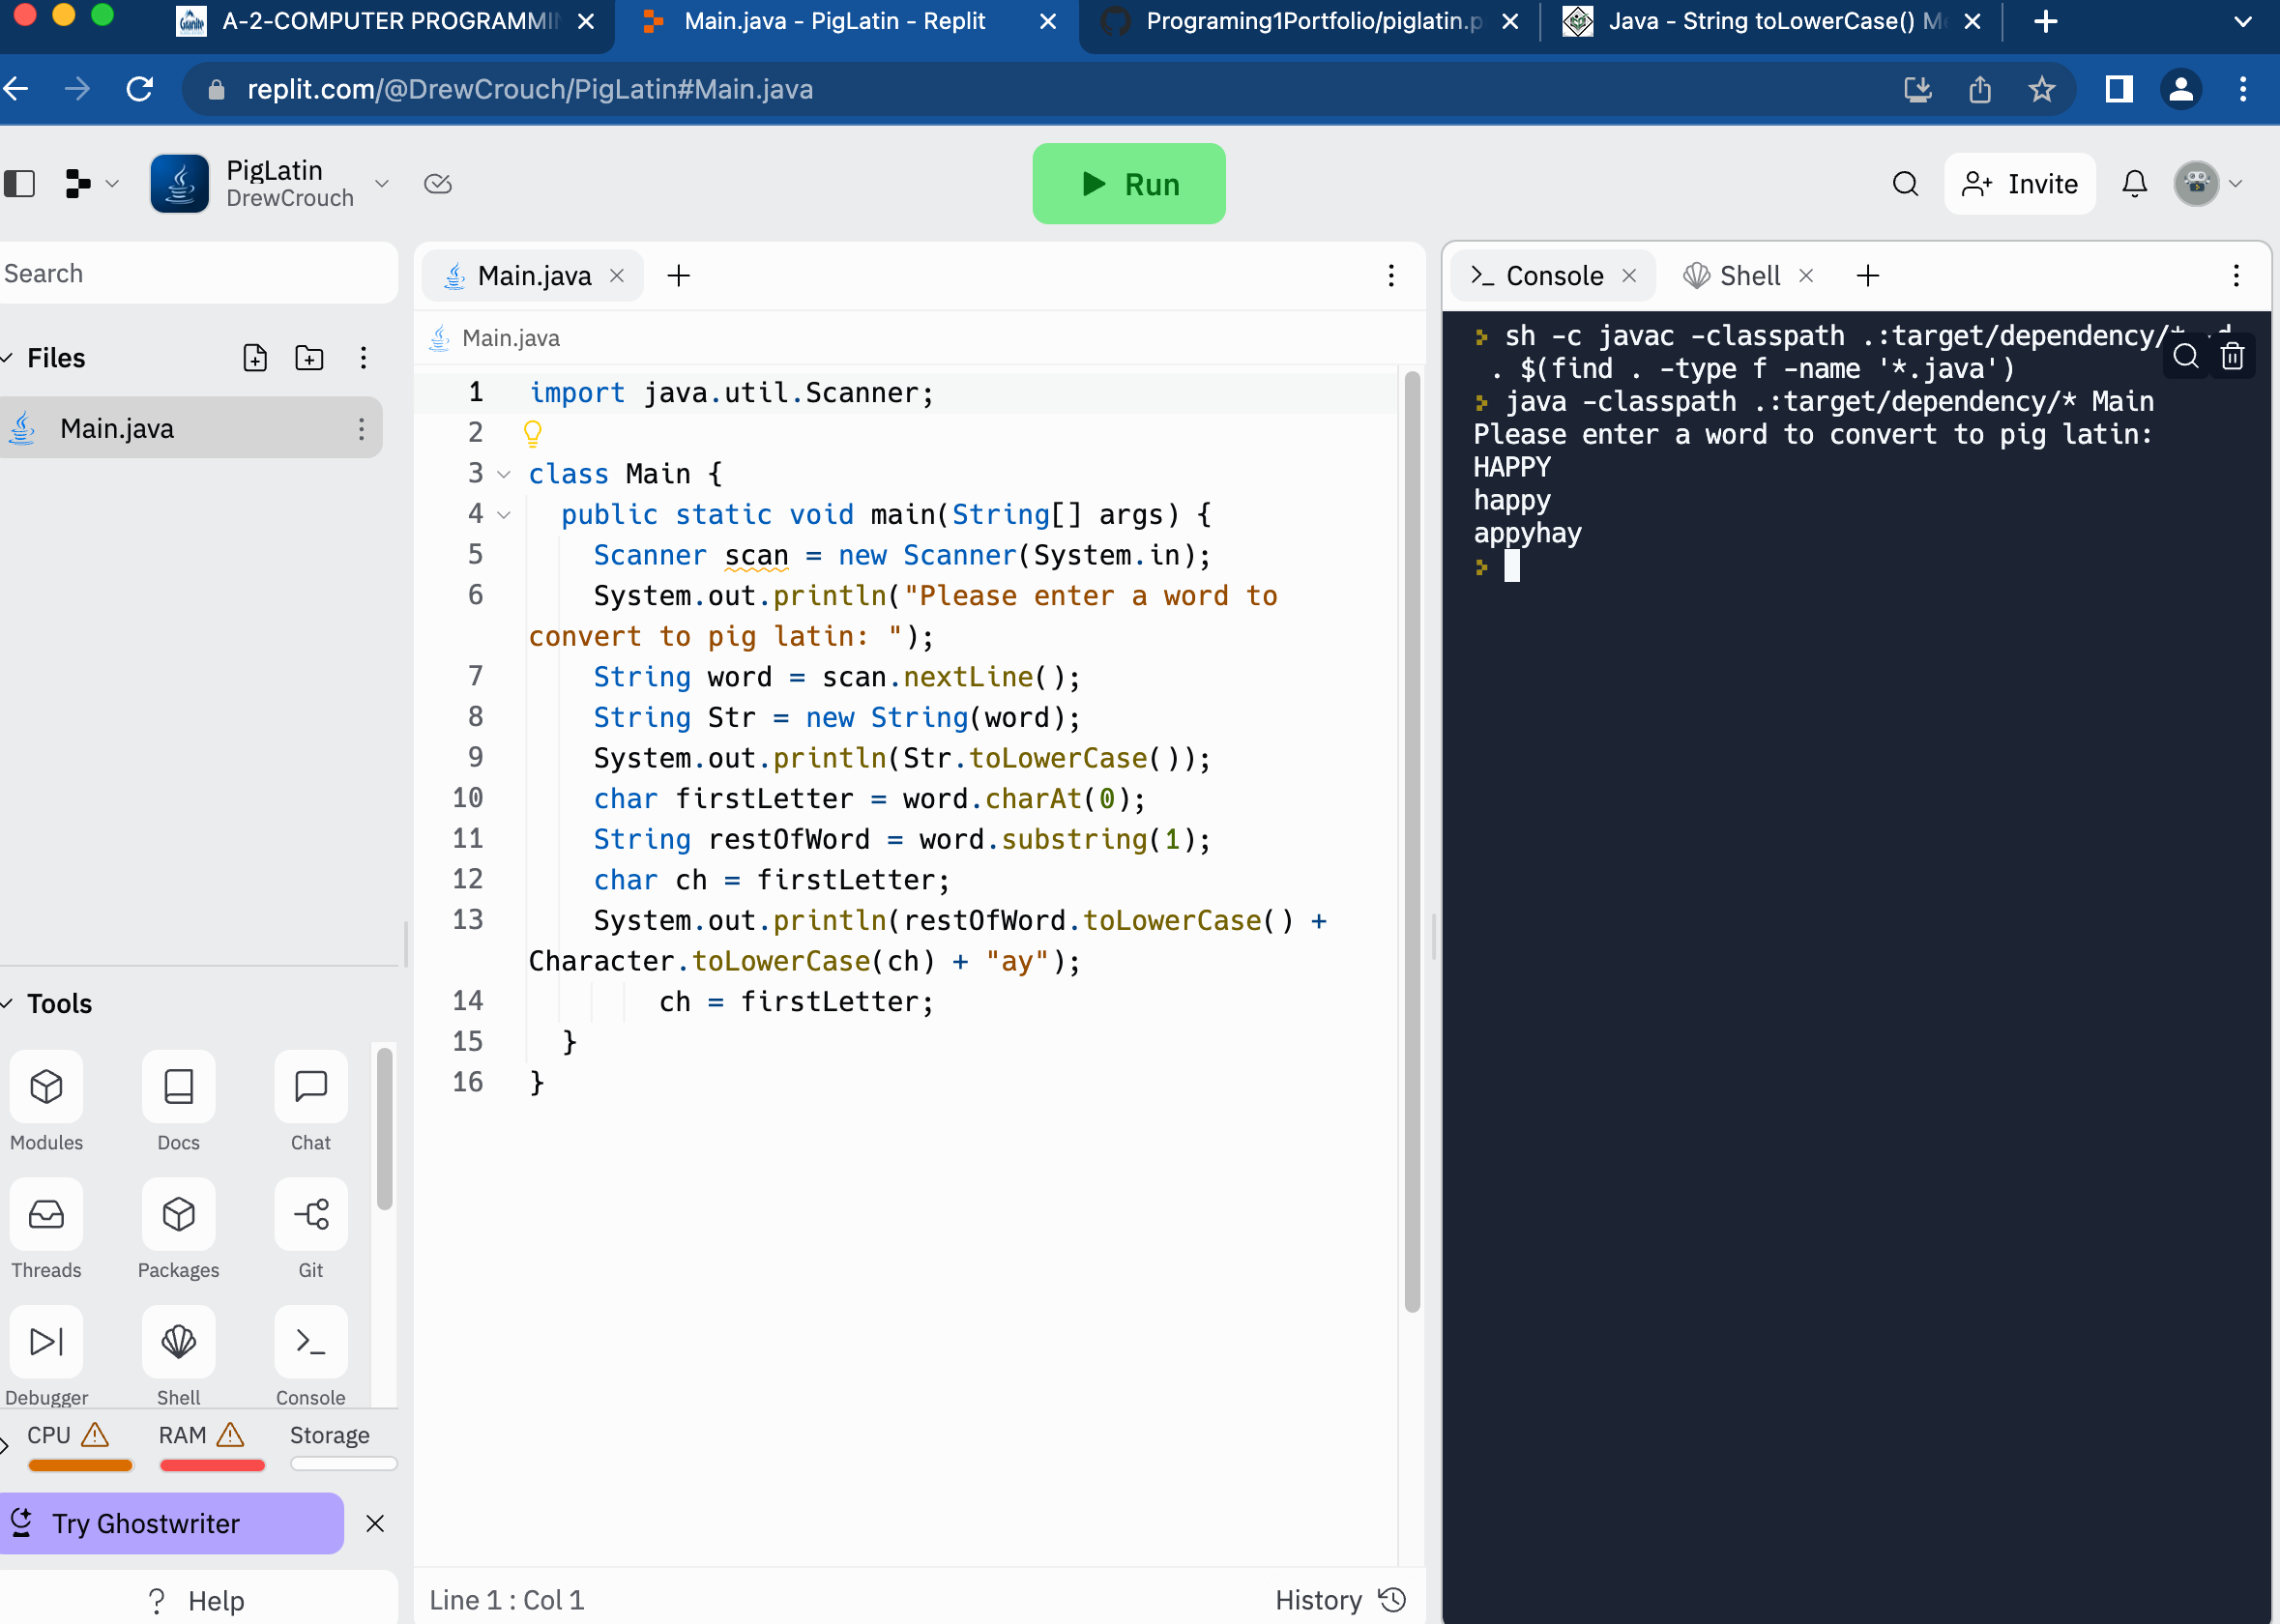 A-2-COMPUTER PROGRAMMIN
Main.java - PigLatin - Replit
Programing1Portfolio/piglatin.p
Java - String toLowerCase() M
replit.com/@DrewCrouch/PigLatin#Main.java
PigLatin
DrewCrouch
Run
Invite
Search
Files
Main.java
Main.java
Main.java
1 import java.util.Scanner;
2
3 class Main {
4 public static void main(String[] args) {
5 Scanner scan = new Scanner(System.in);
6 System.out.println("Please enter a word to
convert to pig latin: ");
7 String word = scan.nextLine();
8 String Str = new String(word);
9 System.out.println(Str.toLowerCase());
10 char firstLetter = word.charAt(0);
11 String restOfWord = word.substring(1);
12 char ch = firstLetter;
13 System.out.println(restOfWord.toLowerCase() +
Character.toLowerCase(ch) + "ay");
14 ch = firstLetter;
15 }
16 }
Line 1 : Col 1
History
Console
Shell
sh -c javac -classpath .:target/dependency/*
. $(find . -type f -name '*.java')
java -classpath .:target/dependency/* Main
Please enter a word to convert to pig latin:
HAPPY
happy
appyhay
Tools
Modules
Docs
Chat
Threads
Packages
Git
Debugger
Shell
Console
CPU
RAM
Storage
Try Ghostwriter
? Help